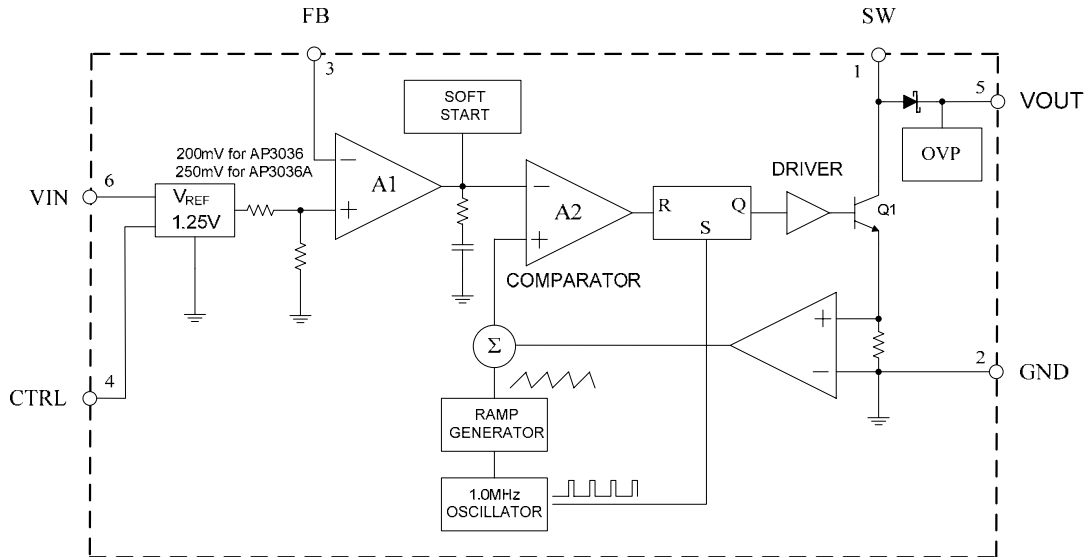 FB
SW
3
1
5
VOUT
SOFT
START
OVP
200mV for AP3036
250mV for AP3036A
DRIVER
6
VIN
VREF
1.25V
−
A1
+
−
A2
+
R
Q
S
Q1
COMPARATOR
Σ
+
−
2
GND
4
CTRL
RAMP
GENERATOR
1.0MHz
OSCILLATOR